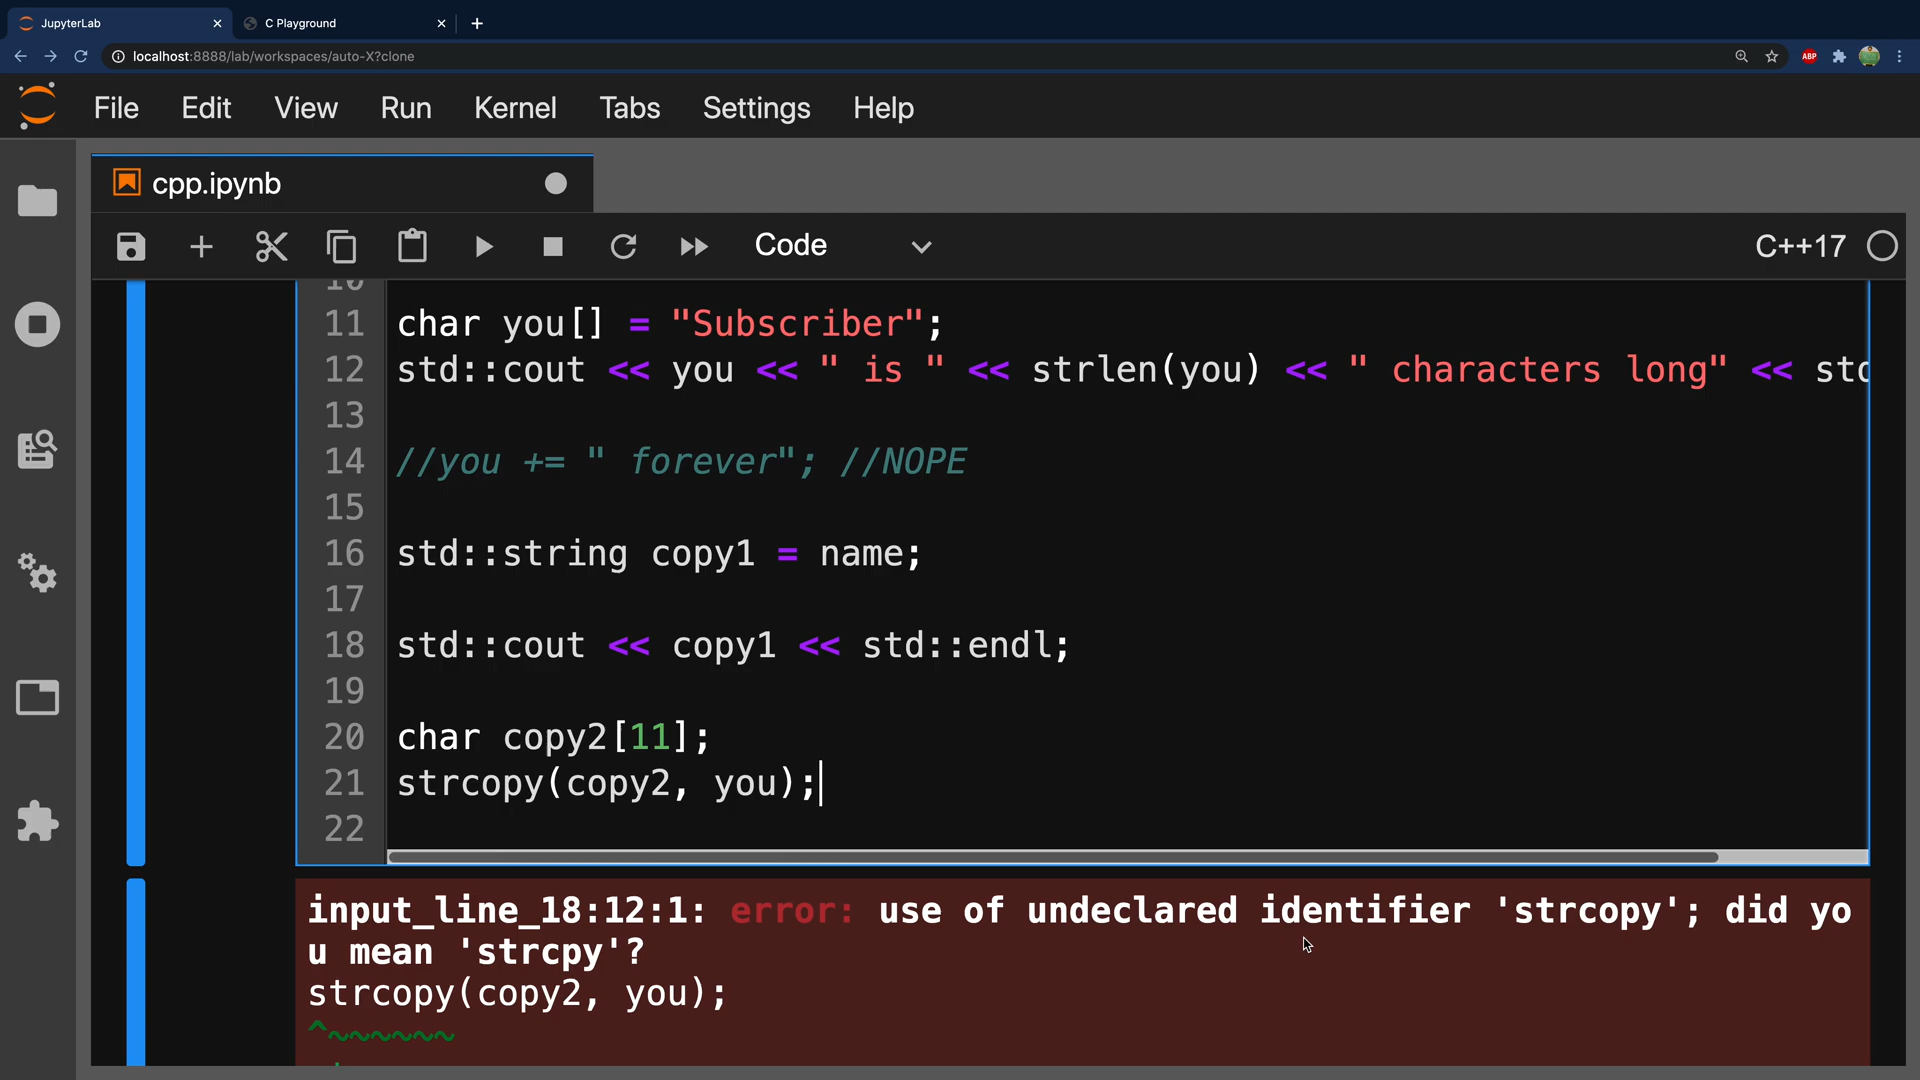 JupyterLab
C Playground
localhost:8888/lab/workspaces/auto-X?clone
ABP
File Edit View Run Kernel Tabs Settings Help
cpp.ipynb
Code
C++17
10
11 char you[] = "Subscriber";
12 std::cout << you << " is " << strlen(you) << " characters long" << std
13
14 //you += " forever"; //NOPE
15
16 std::string copy1 = name;
17
18 std::cout << copy1 << std::endl;
19
20 char copy2[11];
21 strcopy(copy2, you);
22
input_line_18:12:1: error: use of undeclared identifier 'strcopy'; did yo
u mean 'strcpy'?
strcopy(copy2, you);
^~~~~~~